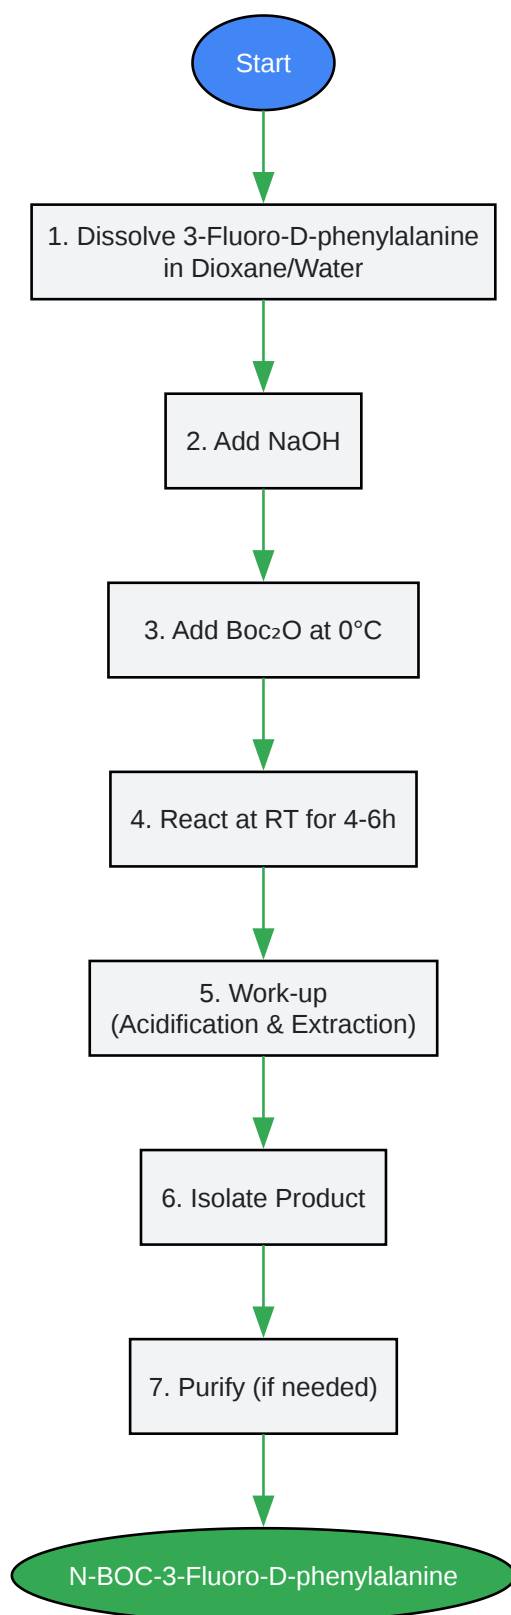 Start
1. Dissolve 3-Fluoro-D-phenylalanine
in Dioxane/Water
2. Add NaOH
3. Add Boc₂O at 0°C
4. React at RT for 4-6h
5. Work-up
(Acidification & Extraction)
6. Isolate Product
7. Purify (if needed)
N-BOC-3-Fluoro-D-phenylalanine